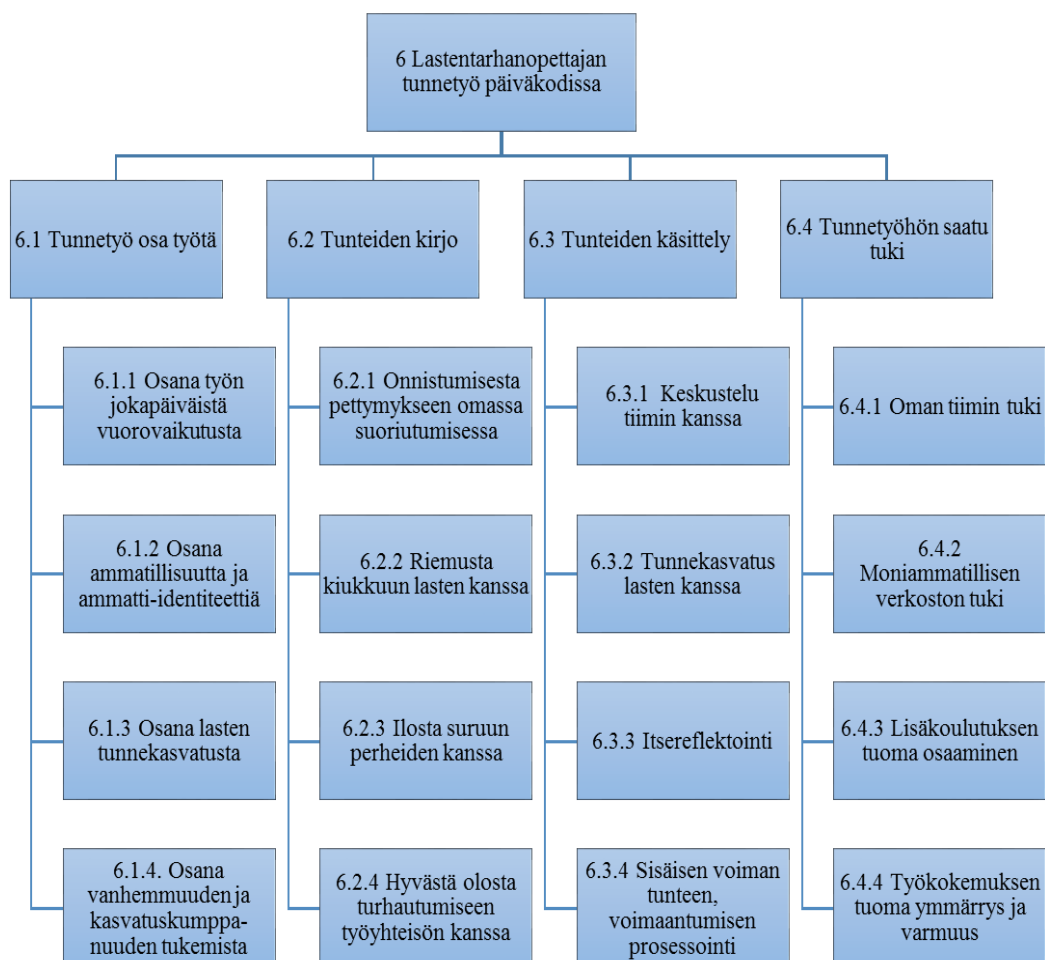 6 Lastentarhanopettajan
tunnetyö päiväkodissa
6.1 Tunnetyö osa työtä
6.2 Tunteiden kirjo
6.3 Tunteiden käsittely
6.4 Tunnetyöhön saatu
tuki
6.1.1 Osana työn
jokapäiväistä
vuorovaikutusta
6.2.1 Onnistumisesta
pettymykseen omassa
suoriutumisessa
6.3.1 Keskustelu
tiimin kanssa
6.4.1 Oman tiimin tuki
6.1.2 Osana
ammatillisuutta ja
ammatti-identiteettiä
6.2.2 Riemusta
kiukkuun lasten kanssa
6.3.2 Tunnekasvatus
lasten kanssa
6.4.2
Moniammatillisen
verkoston tuki
6.1.3 Osana lasten
tunnekasvatusta
6.2.3 Ilosta suruun
perheiden kanssa
6.3.3 Itsereflektointi
6.4.3 Lisäkoulutuksen
tuoma osaaminen
6.1.4. Osana
vanhemmuuden ja
kasvatuskumppa-
nuuden tukemista
6.2.4 Hyvästä olosta
turhautumiseen
työyhteisön kanssa
6.3.4 Sisäisen voiman
tunteen,
voimaantumisen
prosessointi
6.4.4 Työkokemuksen
tuoma ymmärrys ja
varmuus